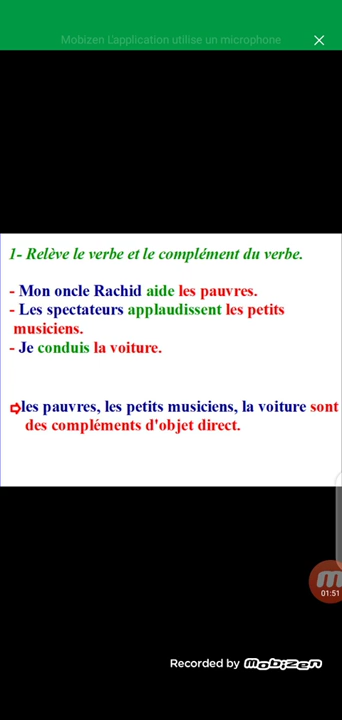 Mobizen L'application utilise un microphone
1- Relève le verbe et le complément du verbe.
- Mon oncle Rachid aide les pauvres.
- Les spectateurs applaudissent les petits
musiciens.
- Je conduis la voiture.
⇨les pauvres, les petits musiciens, la voiture sont
des compléments d'objet direct.
01:51
Recorded by mobizen